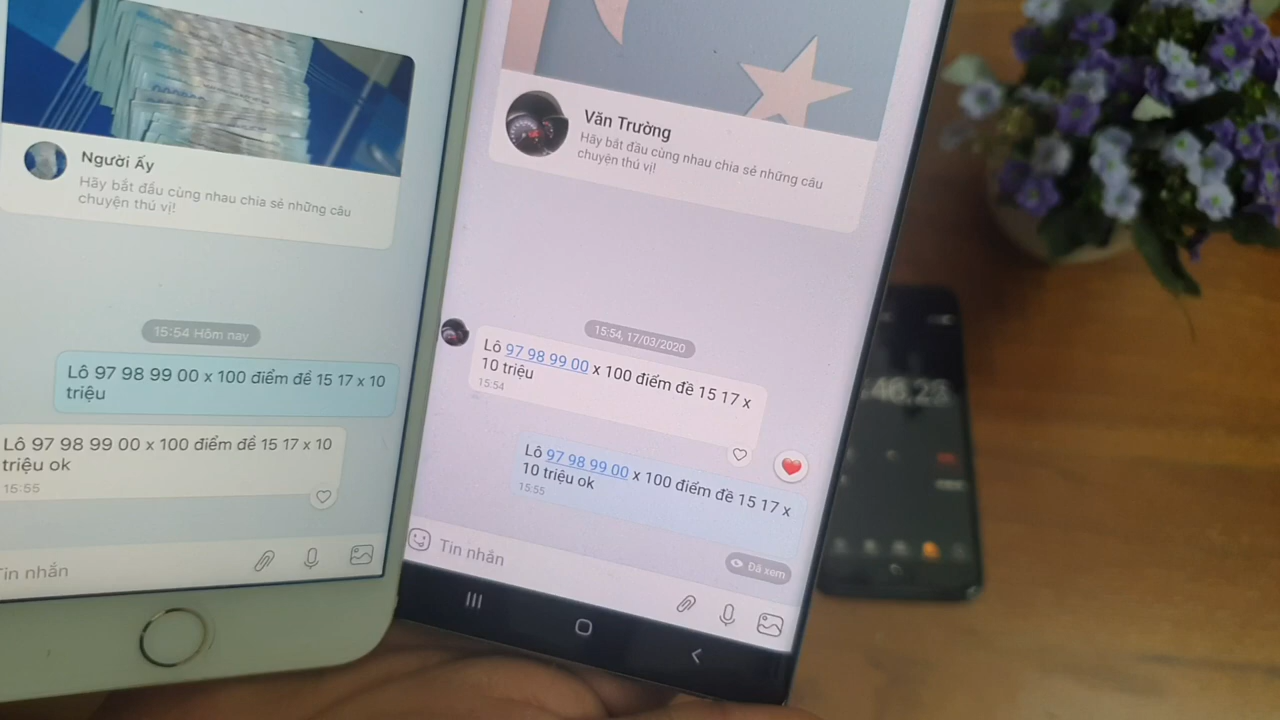 Người Ấy
Hãy bắt đầu cùng nhau chia sẻ những câu
chuyện thú vị!
15:54 Hôm nay
Lô 97 98 99 00 x 100 điểm đề 15 17 x 10
triệu
Lô 97 98 99 00 x 100 điểm đề 15 17 x 10
triệu ok
15:55
Tin nhắn
Văn Trường
Hãy bắt đầu cùng nhau chia sẻ những câu
chuyện thú vị!
15:54, 17/03/2020
Lô 97 98 99 00 x 100 điểm đề 15 17 x
10 triệu
15:54
Lô 97 98 99 00 x 100 điểm đề 15 17 x
10 triệu ok
15:55
Đã xem
Tin nhắn